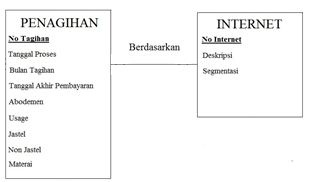 PENAGIHAN
No Tagihan
Tanggal Proses
Bulan Tagihan
Tanggal Akhir Pembayaran
Abodemen
Usage
Jastel
Non Jastel
Materai
Berdasarkan
INTERNET
No Internet
Deskripsi
Segmentasi